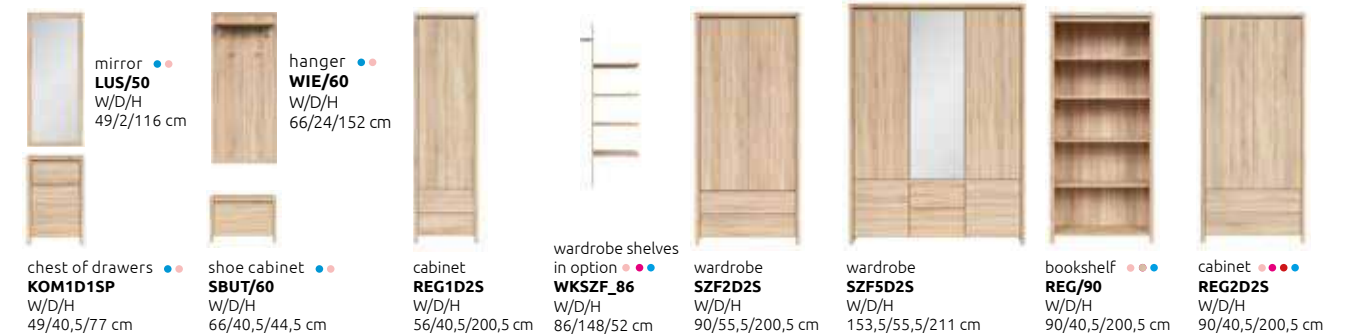 mirror
LUS/50
W/D/H
49/2/116 cm
hanger
WIE/60
W/D/H
66/24/152 cm
chest of drawers
KOM1D1SP
W/D/H
49/40,5/77 cm
shoe cabinet
SBUT/60
W/D/H
66/40,5/44,5 cm
cabinet
REG1D2S
W/D/H
56/40,5/200,5 cm
wardrobe shelves
in option
WKSZF_86
W/D/H
86/148/52 cm
wardrobe
SZF2D2S
W/D/H
90/55,5/200,5 cm
wardrobe
SZF5D2S
W/D/H
153,5/55,5/211 cm
bookshelf
REG/90
W/D/H
90/40,5/200,5 cm
cabinet
REG2D2S
W/D/H
90/40,5/200,5 cm